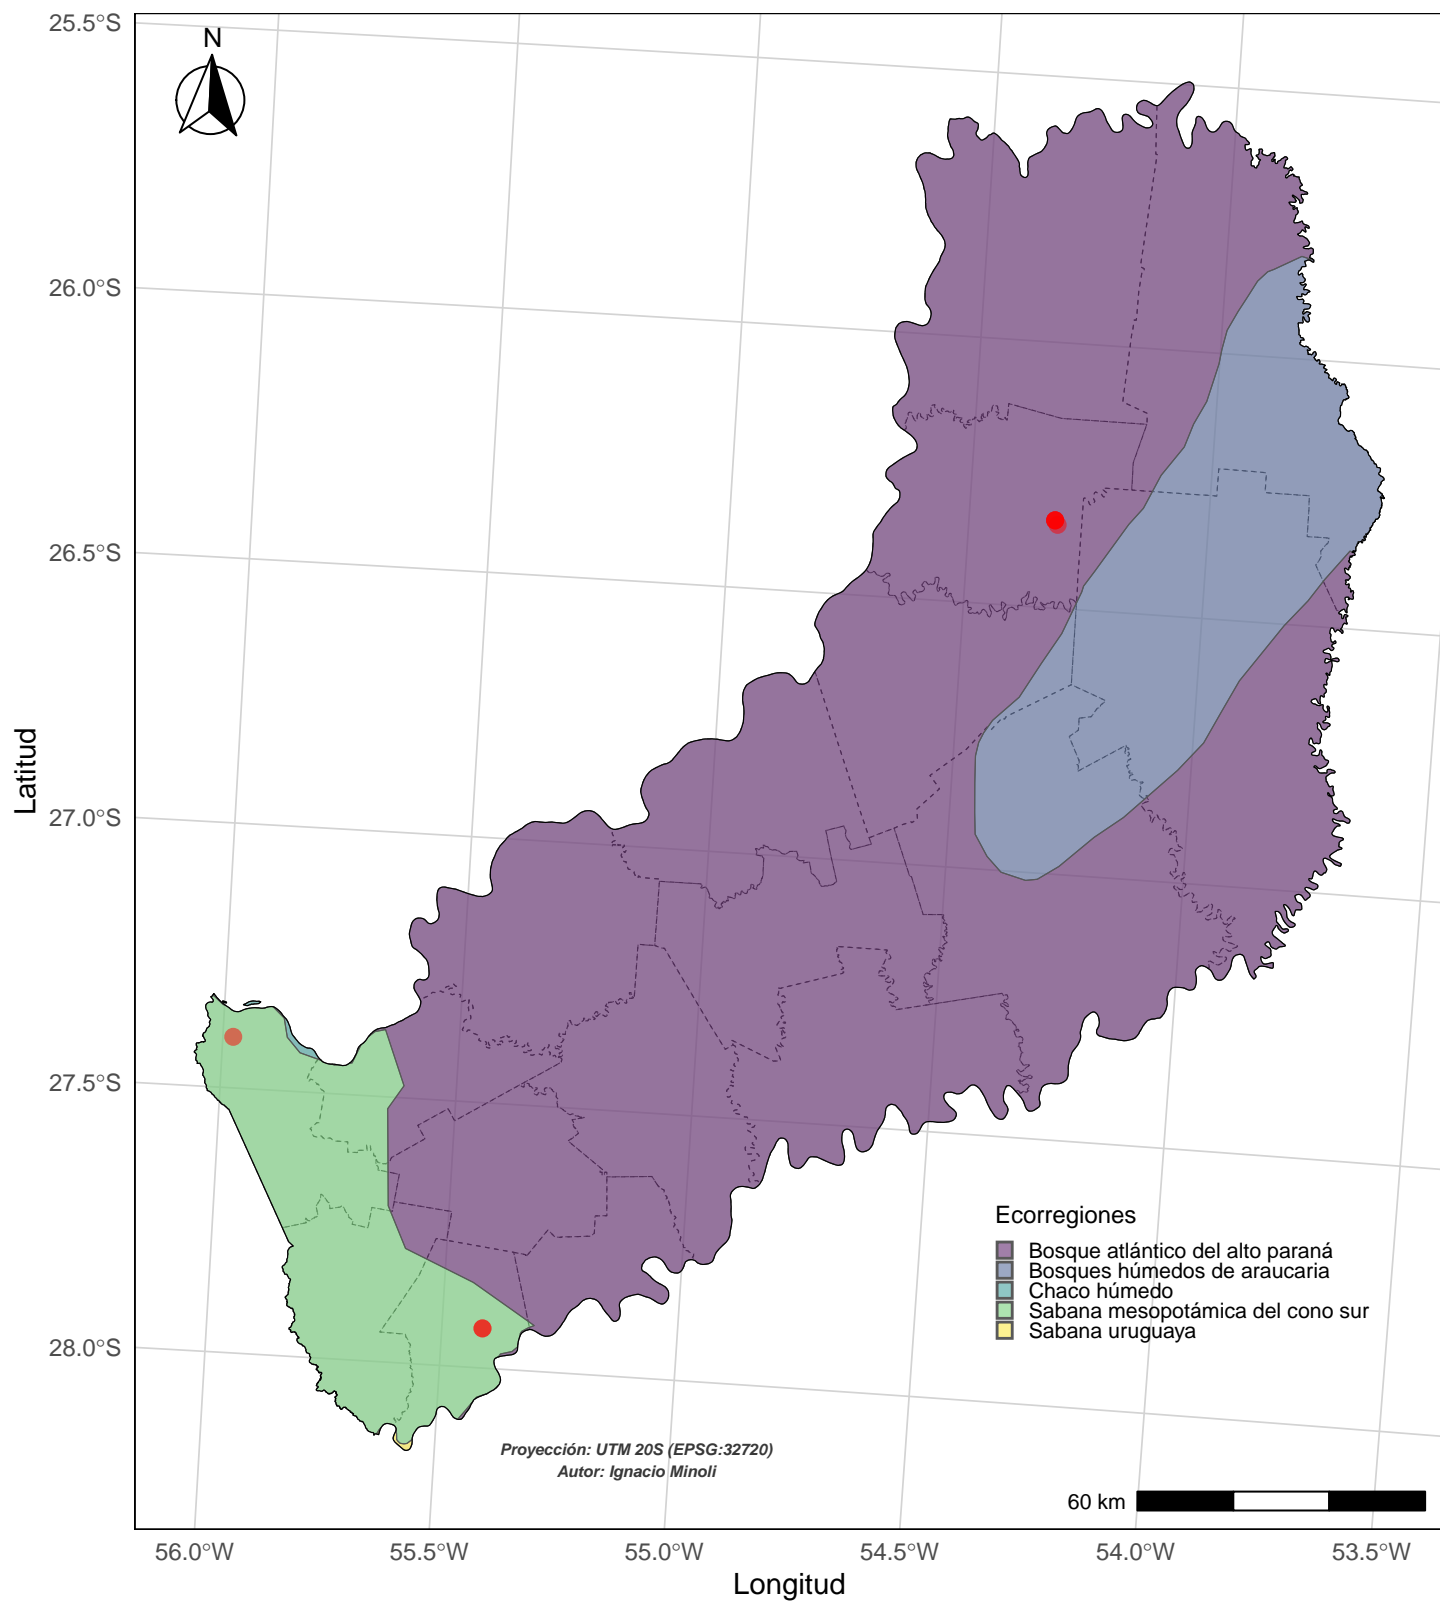 N
25.5°S
26.0°S
26.5°S
27.0°S
27.5°S
28.0°S
Latitud
Ecorregiones
Bosque atlántico del alto paraná
Bosques húmedos de araucaria
Chaco húmedo
Sabana mesopotámica del cono sur
Sabana uruguaya
Proyección: UTM 20S (EPSG:32720)
Autor: Ignacio Minoli
60 km
56.0°W 55.5°W 55.0°W 54.5°W 54.0°W 53.5°W
Longitud